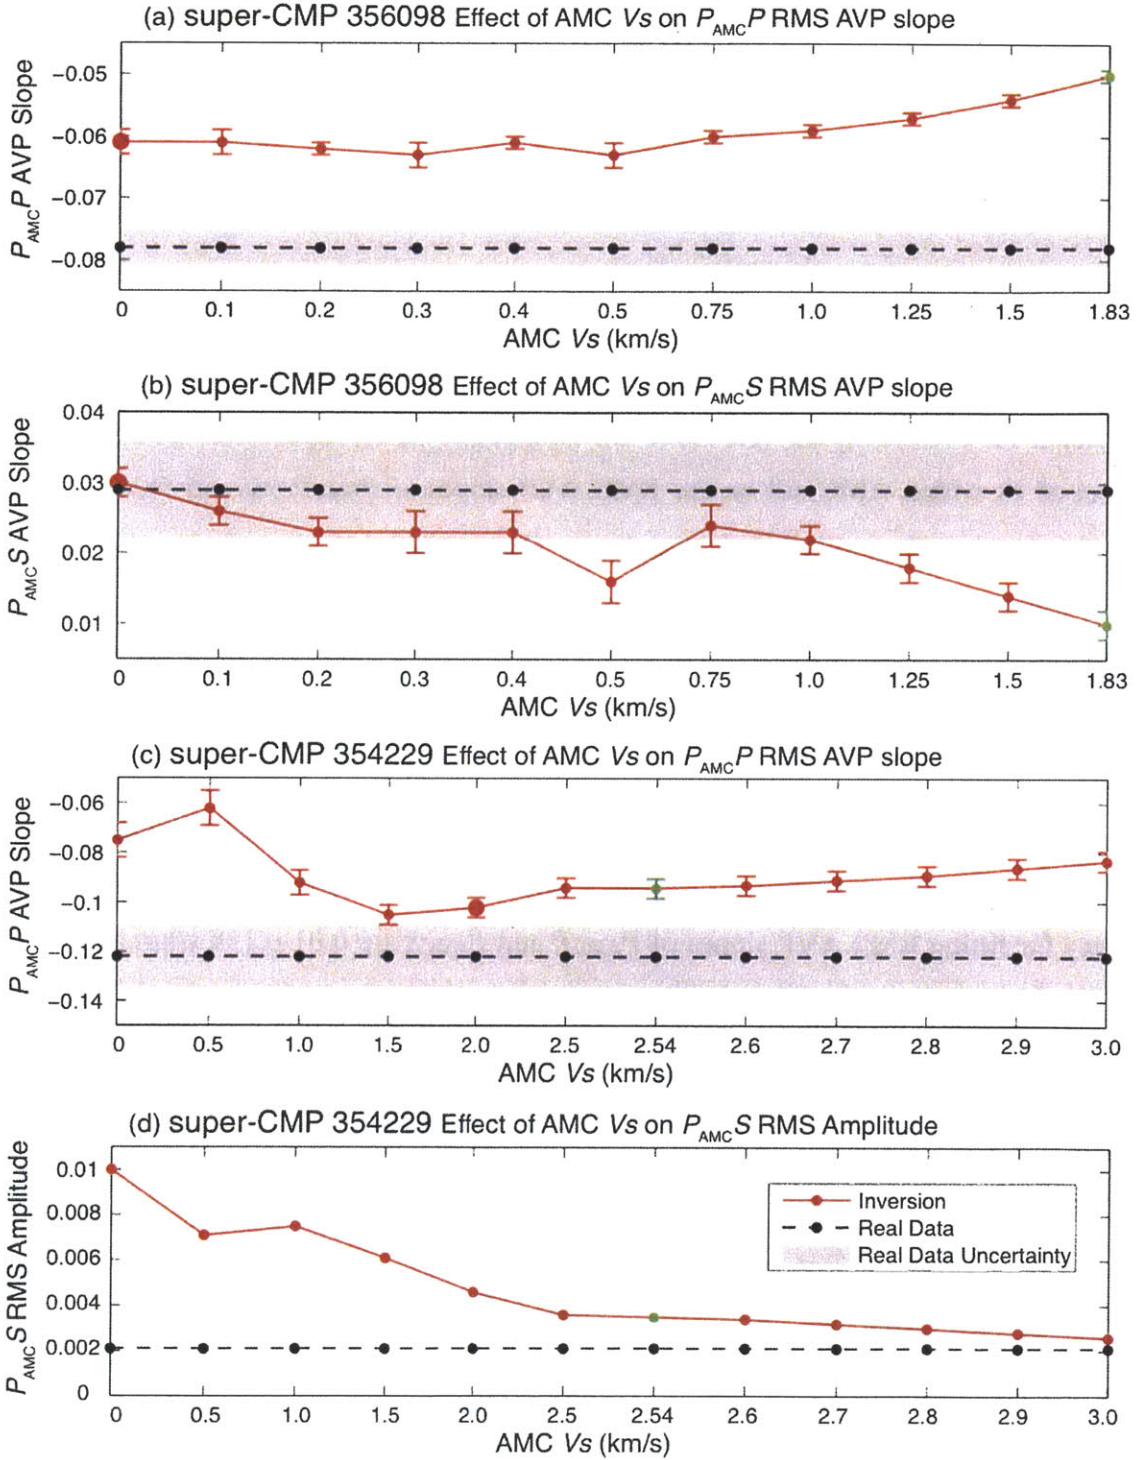 (a) super-CMP 356098 Effect of AMC Vs on PAMCP RMS AVP slope
PAMCP AVP Slope
−0.05
−0.06
−0.07
−0.08
0 0.1 0.2 0.3 0.4 0.5 0.75 1.0 1.25 1.5 1.83
AMC Vs (km/s)
(b) super-CMP 356098 Effect of AMC Vs on PAMCS RMS AVP slope
PAMCS AVP Slope
0.04
0.03
0.02
0.01
0 0.1 0.2 0.3 0.4 0.5 0.75 1.0 1.25 1.5 1.83
AMC Vs (km/s)
(c) super-CMP 354229 Effect of AMC Vs on PAMCP RMS AVP slope
PAMCP AVP Slope
−0.06
−0.08
−0.1
−0.12
−0.14
0 0.5 1.0 1.5 2.0 2.5 2.54 2.6 2.7 2.8 2.9 3.0
AMC Vs (km/s)
(d) super-CMP 354229 Effect of AMC Vs on PAMCS RMS Amplitude
PAMCS RMS Amplitude
0.01
0.008
0.006
0.004
0.002
0
Inversion
Real Data
Real Data Uncertainty
0 0.5 1.0 1.5 2.0 2.5 2.54 2.6 2.7 2.8 2.9 3.0
AMC Vs (km/s)